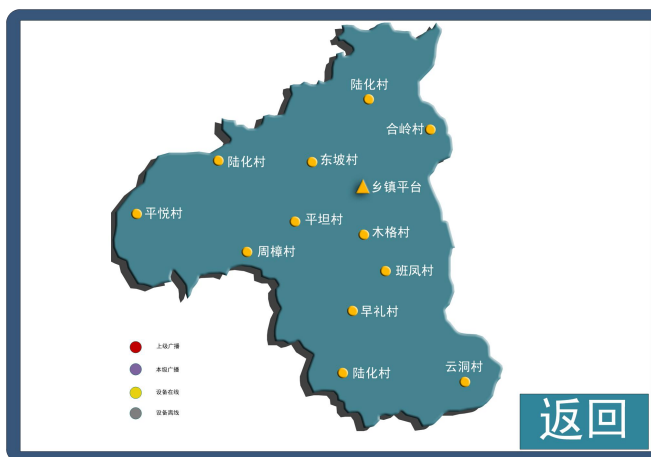 陆化村
合岭村
陆化村
东坡村
乡镇平台
平悦村
平坦村
木格村
周樟村
班凤村
早礼村
陆化村
云洞村
上级广播
本级广播
设备在线
设备离线
返回